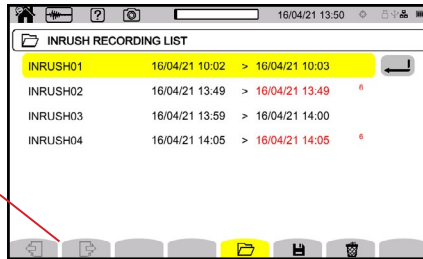 ? 16/04/21 13:50
INRUSH RECORDING LIST
INRUSH01 16/04/21 10:02 > 16/04/21 10:03
INRUSH02 16/04/21 13:49 > 16/04/21 13:49 6
INRUSH03 16/04/21 13:59 > 16/04/21 14:00
INRUSH04 16/04/21 14:05 > 16/04/21 14:05 6